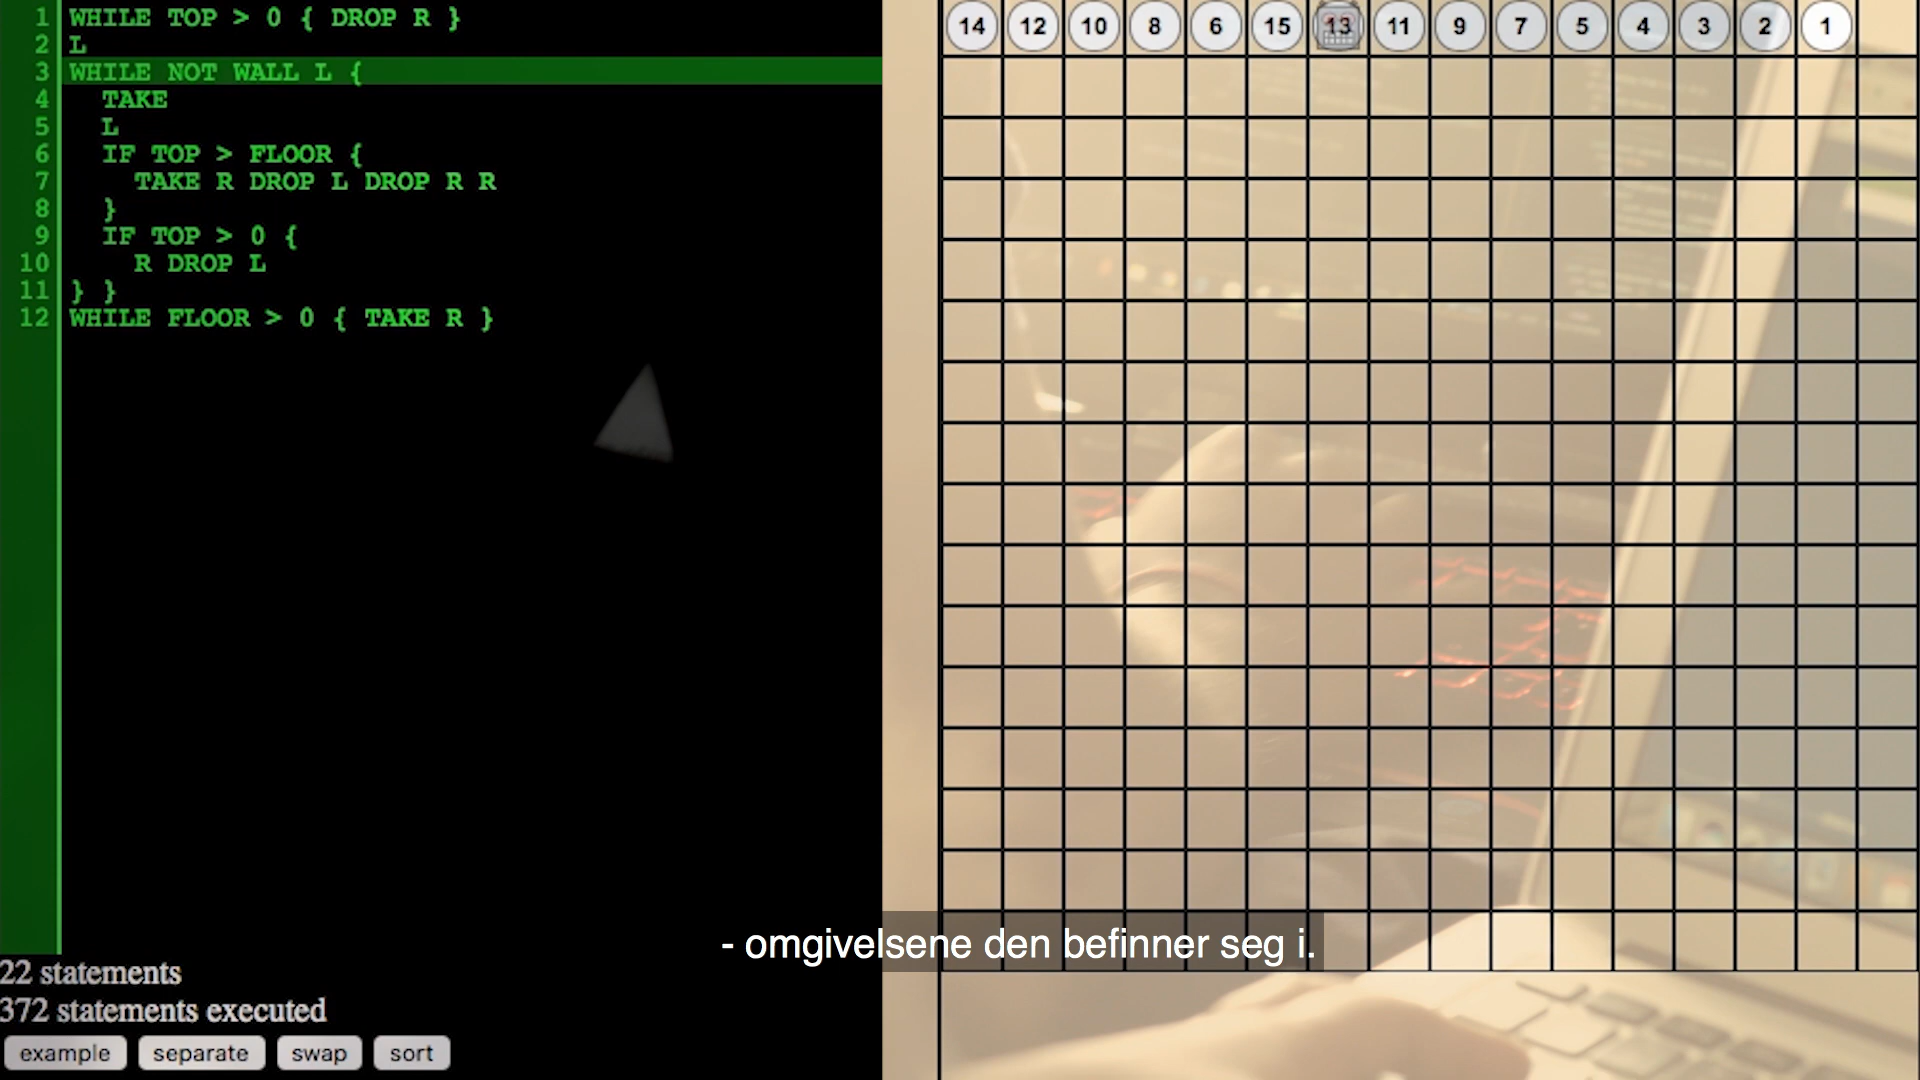 1 WHILE TOP > 0 { DROP R }
2 L
3 WHILE NOT WALL L {
4 TAKE
5 L
6 IF TOP > FLOOR {
7 TAKE R DROP L DROP R R
8 }
9 IF TOP > 0 {
10 R DROP L
11 } }
12 WHILE FLOOR > 0 { TAKE R }
14 12 10 8 6 15 13 11 9 7 5 4 3 2 1
- omgivelsene den befinner seg i.
22 statements
372 statements executed
example separate swap sort